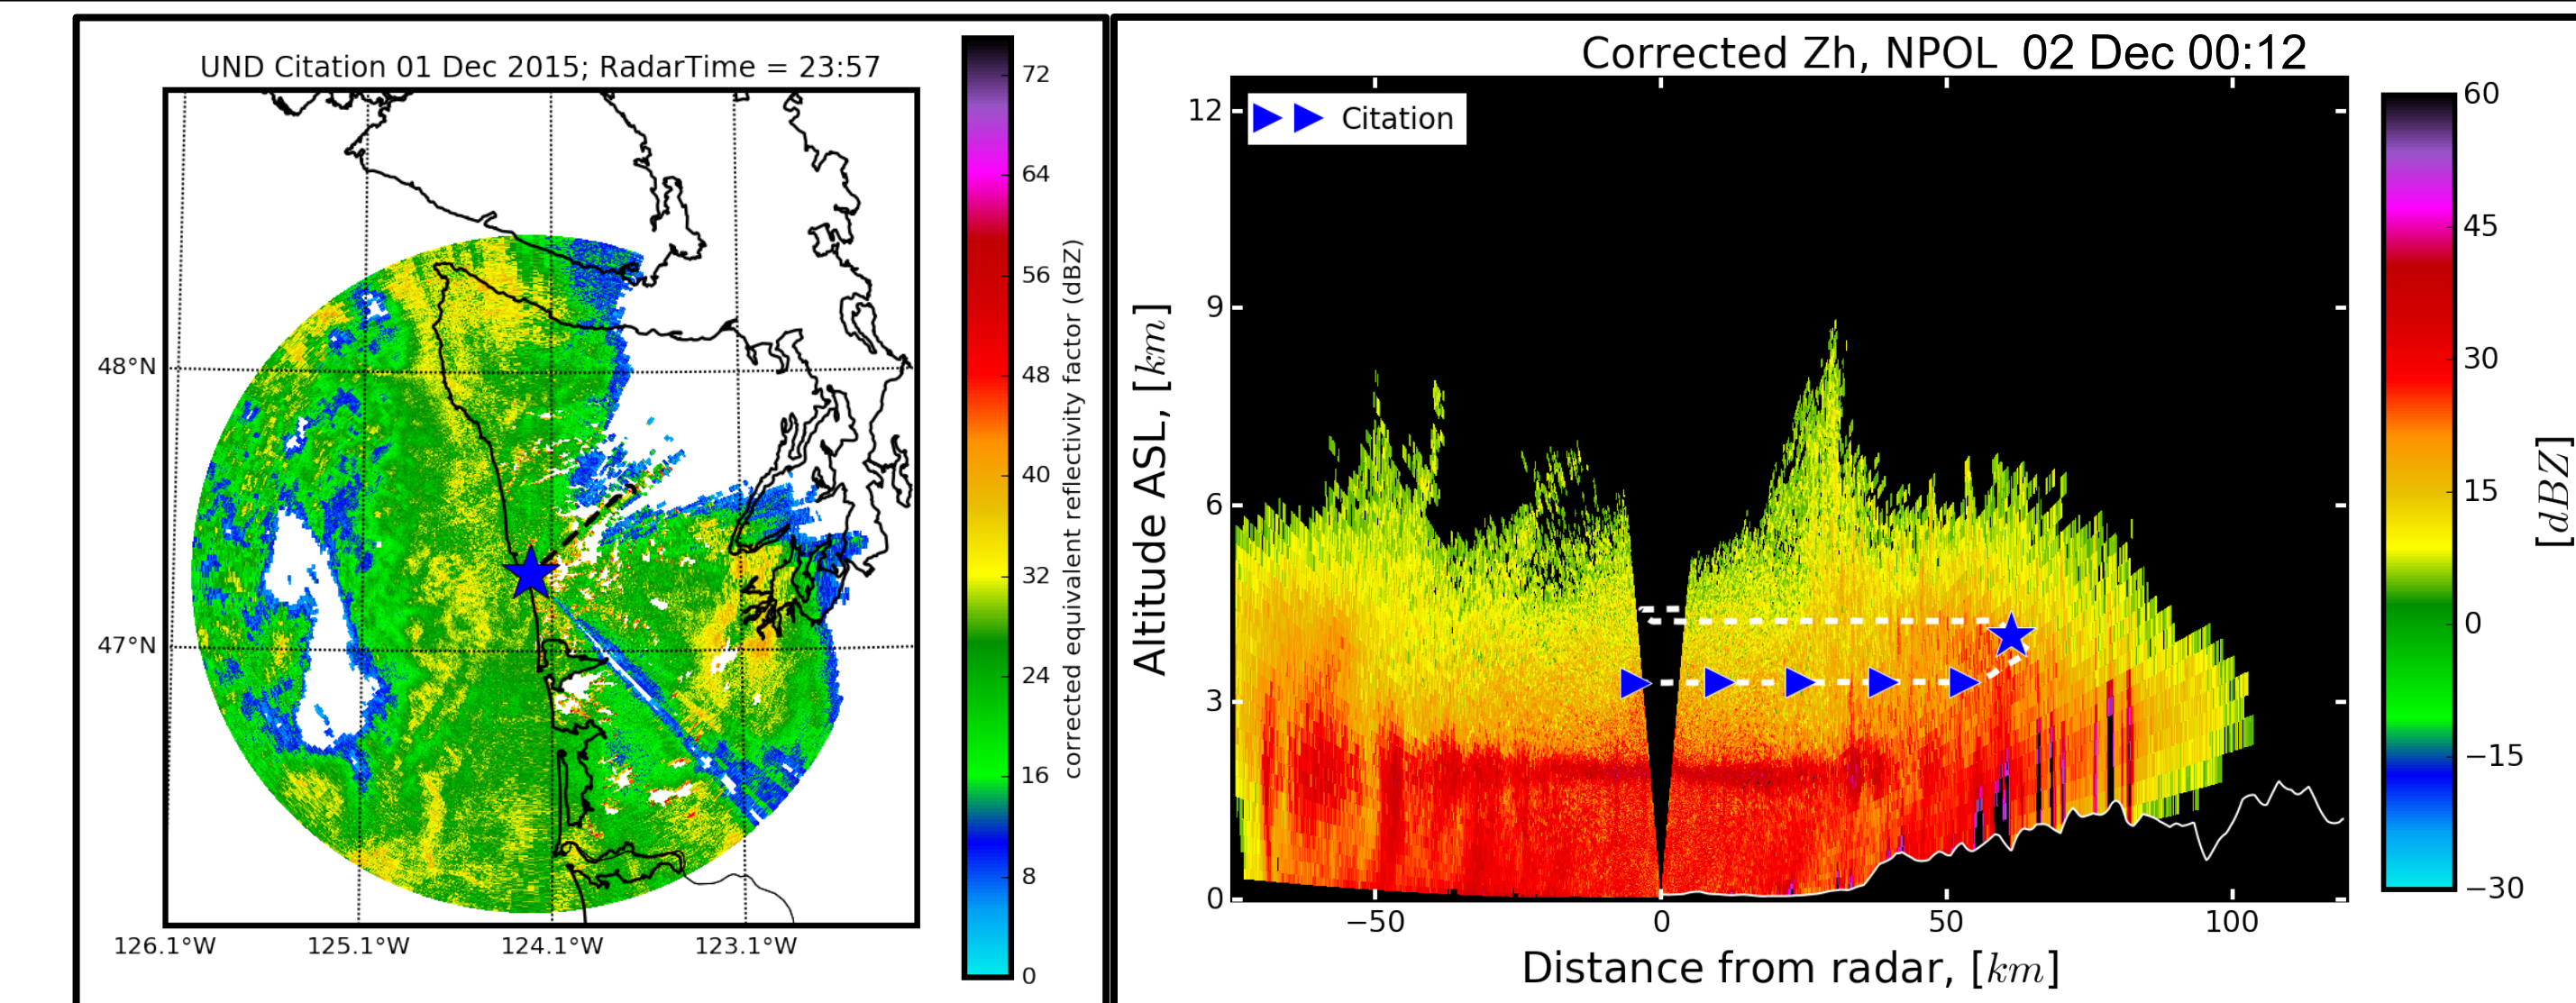 UND Citation 01 Dec 2015; RadarTime = 23:57
48°N
47°N
126.1°W
125.1°W
124.1°W
123.1°W
72
64
56
48
40
32
24
16
8
0
corrected equivalent reflectivity factor (dBZ)
Corrected Zh, NPOL 02 Dec 00:12
Citation
Altitude ASL, [km]
12
9
6
3
0
−50
0
50
100
Distance from radar, [km]
60
45
30
15
0
−15
−30
[dBZ]